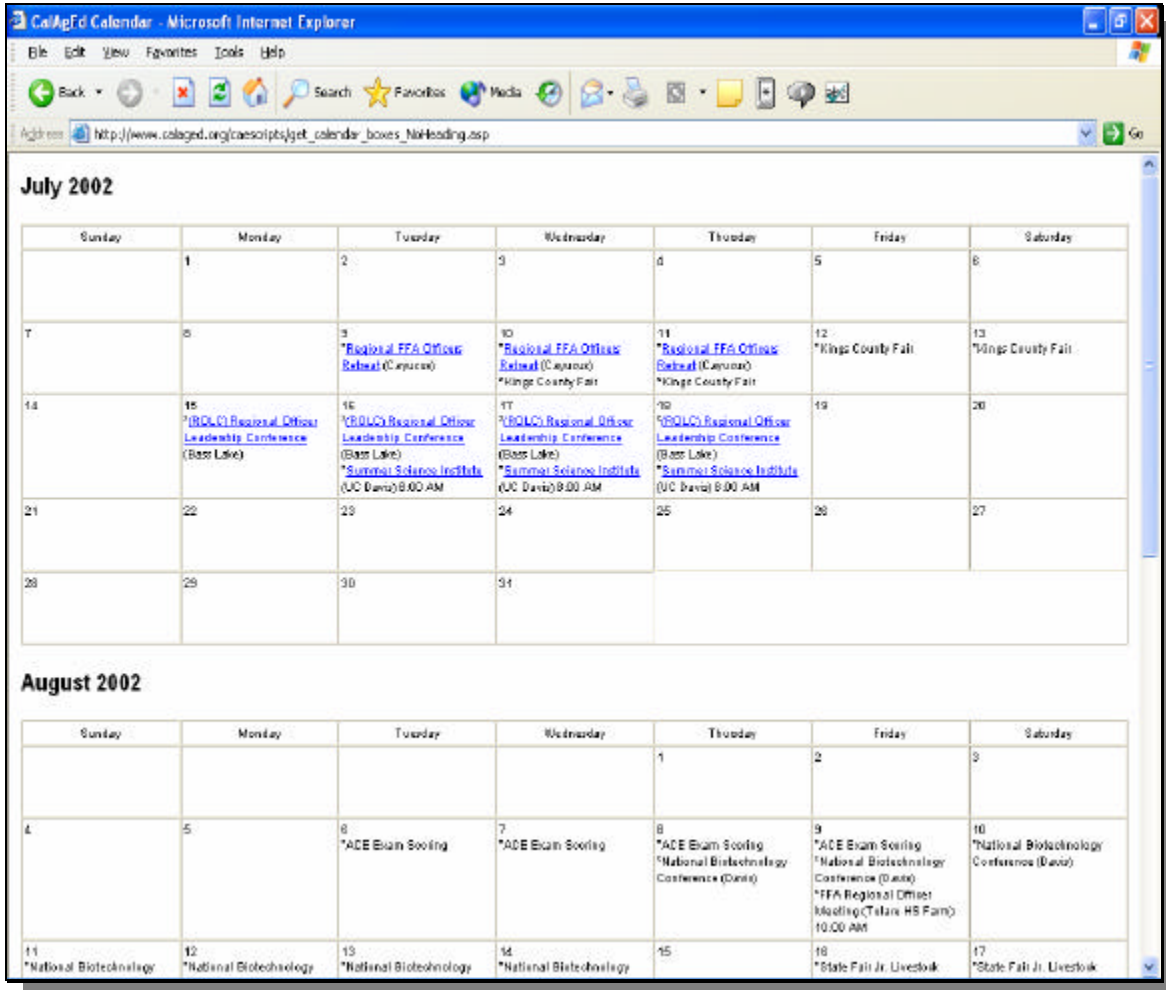 CalAgEd Calendar - Microsoft Internet Explorer
File Edit View Favorites Tools Help
Back Search Favorites Media
Address http://www.calaged.org/caescripts/get_calendar_boxes_NoHeading.asp Go
July 2002
Sunday Monday Tuesday Wednesday Thursday Friday Saturday
1 2 3 4 5 6
7 8 9 10 11 12 13
*Regional FFA Officers Retreat (Cayucos)
*Regional FFA Officers Retreat (Cayucos)
*Kings County Fair
*Regional FFA Officers Retreat (Cayucos)
*Kings County Fair
*Kings County Fair
*Kings County Fair
14 15 16 17 18 19 20
*(ROLC) Regional Officer
Leadership Conference
(Bass Lake)
*(ROLC) Regional Officer
Leadership Conference
(Bass Lake)
*Summer Science Institute
(UC Davis) 8:00 AM
*(ROLC) Regional Officer
Leadership Conference
(Bass Lake)
*Summer Science Institute
(UC Davis) 8:00 AM
*(ROLC) Regional Officer
Leadership Conference
(Bass Lake)
*Summer Science Institute
(UC Davis) 8:00 AM
21 22 23 24 25 26 27
28 29 30 31
August 2002
Sunday Monday Tuesday Wednesday Thursday Friday Saturday
1 2 3
4 5 6 7 8 9 10
*ACE Exam Scoring
*ACE Exam Scoring
*ACE Exam Scoring
*National Biotechnology
Conference (Davis)
*ACE Exam Scoring
*National Biotechnology
Conference (Davis)
*FFA Regional Officer
Meeting (Tulare HS Farm)
10:00 AM
*National Biotechnology
Conference (Davis)
11 12 13 14 15 16 17
*National Biotechnology *National Biotechnology *National Biotechnology *National Biotechnology *State Fair Jr. Livestock *State Fair Jr. Livestock